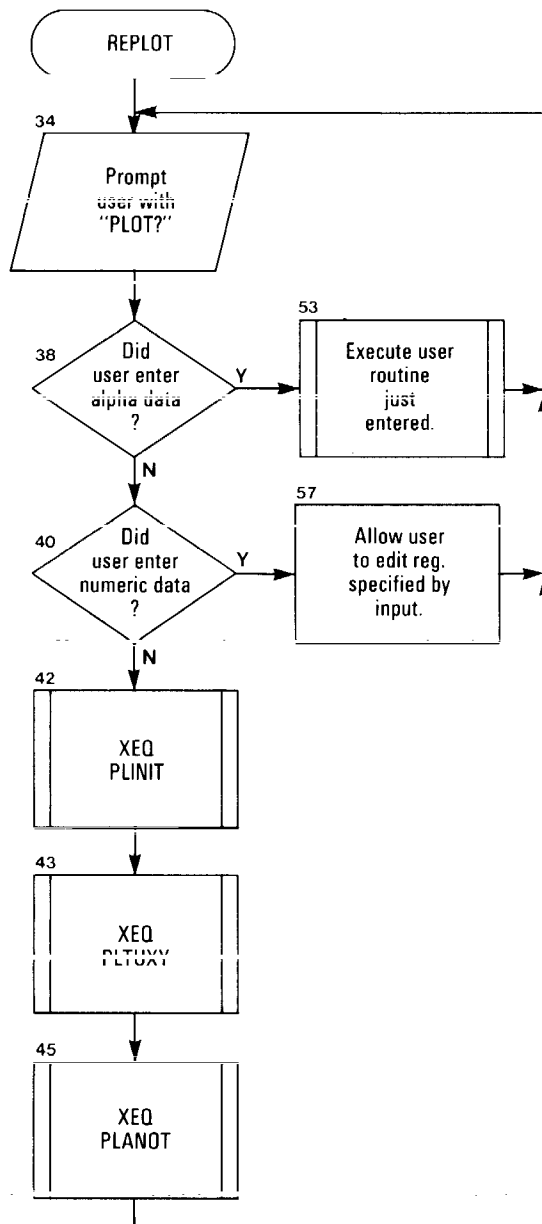 REPLOT
34
Prompt
user with
"PLOT?"
38
Did
user enter
alpha data
?
Y
N
53
Execute user
routine
just
entered.
40
Did
user enter
numeric data
?
Y
N
57
Allow user
to edit reg.
specified by
input.
42
XEQ
PLINIT
43
XEQ
PLTUXY
45
XEQ
PLANOT